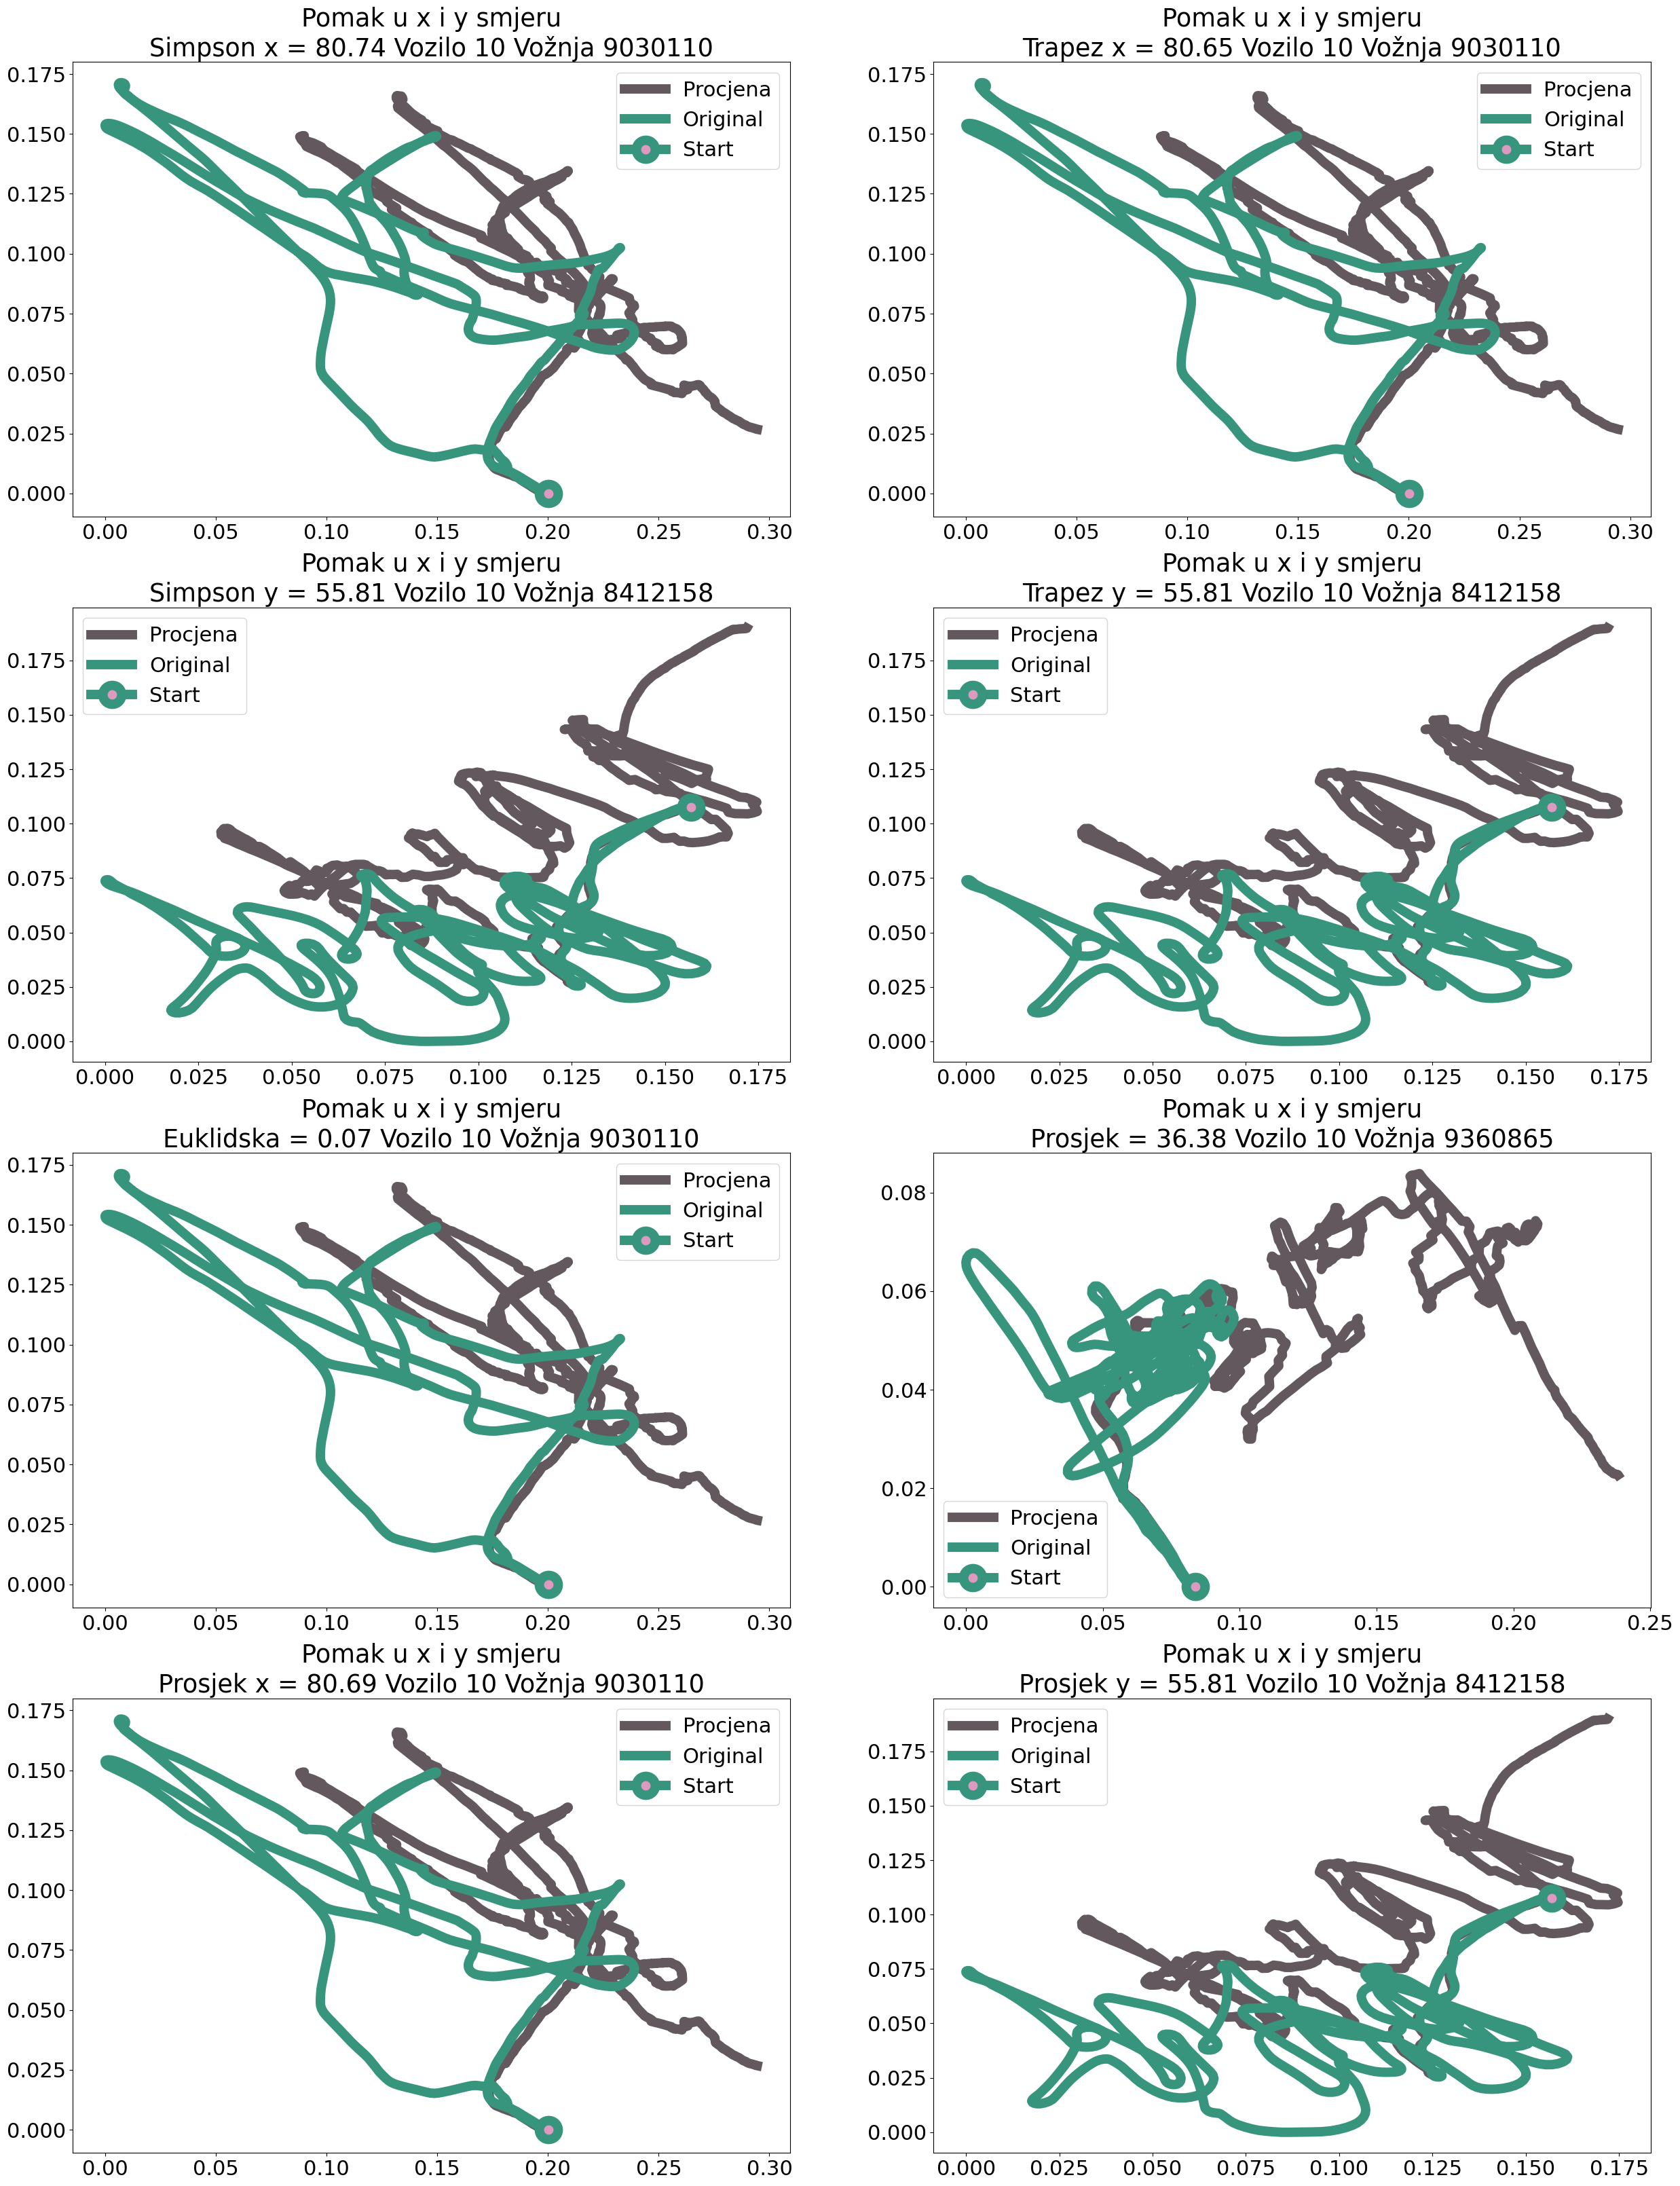 Pomak u x i y smjeru
Simpson x = 80.74 Vozilo 10 Vožnja 9030110
Procjena
Original
Start
0.175
0.150
0.125
0.100
0.075
0.050
0.025
0.000
0.00 0.05 0.10 0.15 0.20 0.25 0.30
Pomak u x i y smjeru
Trapez x = 80.65 Vozilo 10 Vožnja 9030110
Procjena
Original
Start
0.175
0.150
0.125
0.100
0.075
0.050
0.025
0.000
0.00 0.05 0.10 0.15 0.20 0.25 0.30
Pomak u x i y smjeru
Simpson y = 55.81 Vozilo 10 Vožnja 8412158
Procjena
Original
Start
0.175
0.150
0.125
0.100
0.075
0.050
0.025
0.000
0.000 0.025 0.050 0.075 0.100 0.125 0.150 0.175
Pomak u x i y smjeru
Trapez y = 55.81 Vozilo 10 Vožnja 8412158
Procjena
Original
Start
0.175
0.150
0.125
0.100
0.075
0.050
0.025
0.000
0.000 0.025 0.050 0.075 0.100 0.125 0.150 0.175
Pomak u x i y smjeru
Euklidska = 0.07 Vozilo 10 Vožnja 9030110
Procjena
Original
Start
0.175
0.150
0.125
0.100
0.075
0.050
0.025
0.000
0.00 0.05 0.10 0.15 0.20 0.25 0.30
Pomak u x i y smjeru
Prosjek = 36.38 Vozilo 10 Vožnja 9360865
0.08
0.06
0.04
0.02
0.00
Procjena
Original
Start
0.00 0.05 0.10 0.15 0.20 0.25
Pomak u x i y smjeru
Prosjek x = 80.69 Vozilo 10 Vožnja 9030110
Procjena
Original
Start
0.175
0.150
0.125
0.100
0.075
0.050
0.025
0.000
0.00 0.05 0.10 0.15 0.20 0.25 0.30
Pomak u x i y smjeru
Prosjek y = 55.81 Vozilo 10 Vožnja 8412158
Procjena
Original
Start
0.175
0.150
0.125
0.100
0.075
0.050
0.025
0.000
0.000 0.025 0.050 0.075 0.100 0.125 0.150 0.175